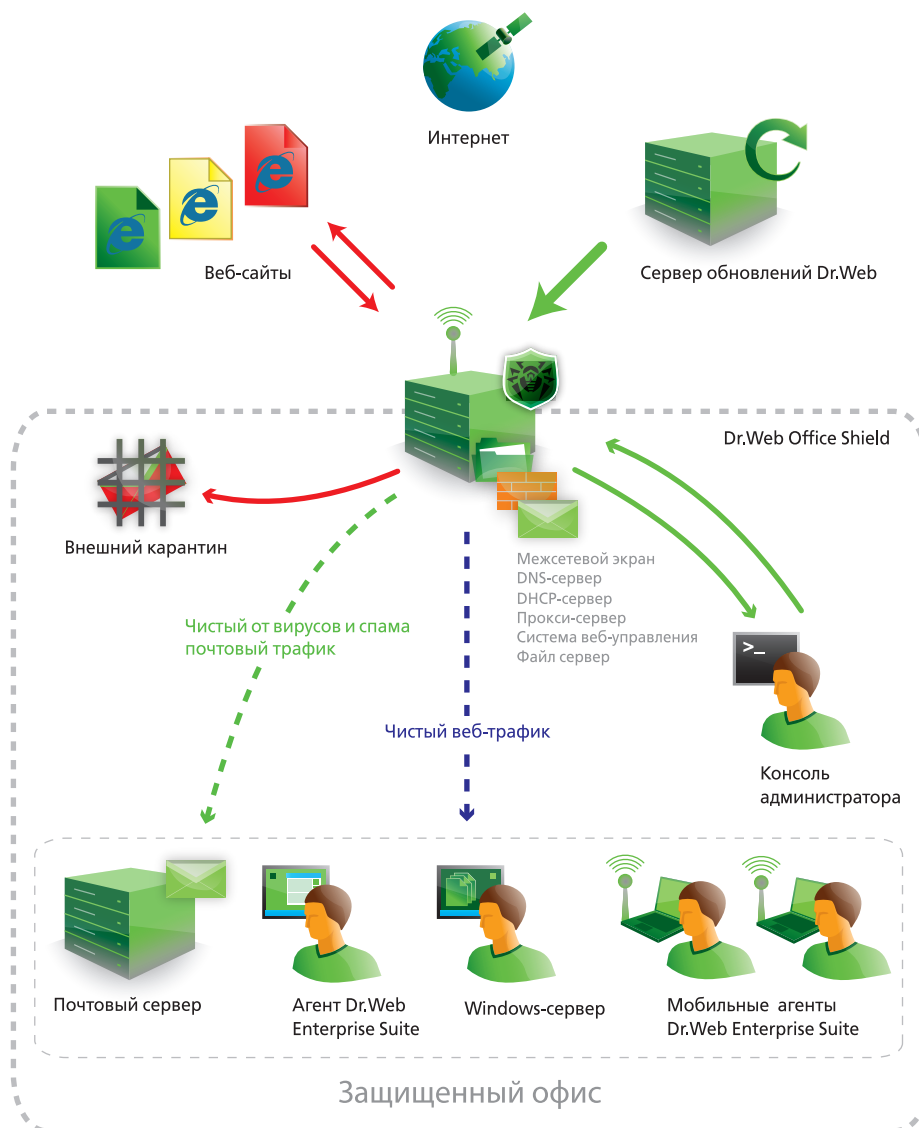 Интернет
Веб-сайты
Сервер обновлений Dr.Web
Dr.Web Office Shield
Внешний карантин
Межсетевой экран
DNS-сервер
DHCP-сервер
Прокси-сервер
Система веб-управления
Файл сервер
Чистый от вирусов и спама
почтовый трафик
>_
Чистый веб-трафик
Консоль
администратора
Почтовый сервер
Агент Dr.Web
Enterprise Suite
Windows-сервер
Мобильные агенты
Dr.Web Enterprise Suite
Защищенный офис